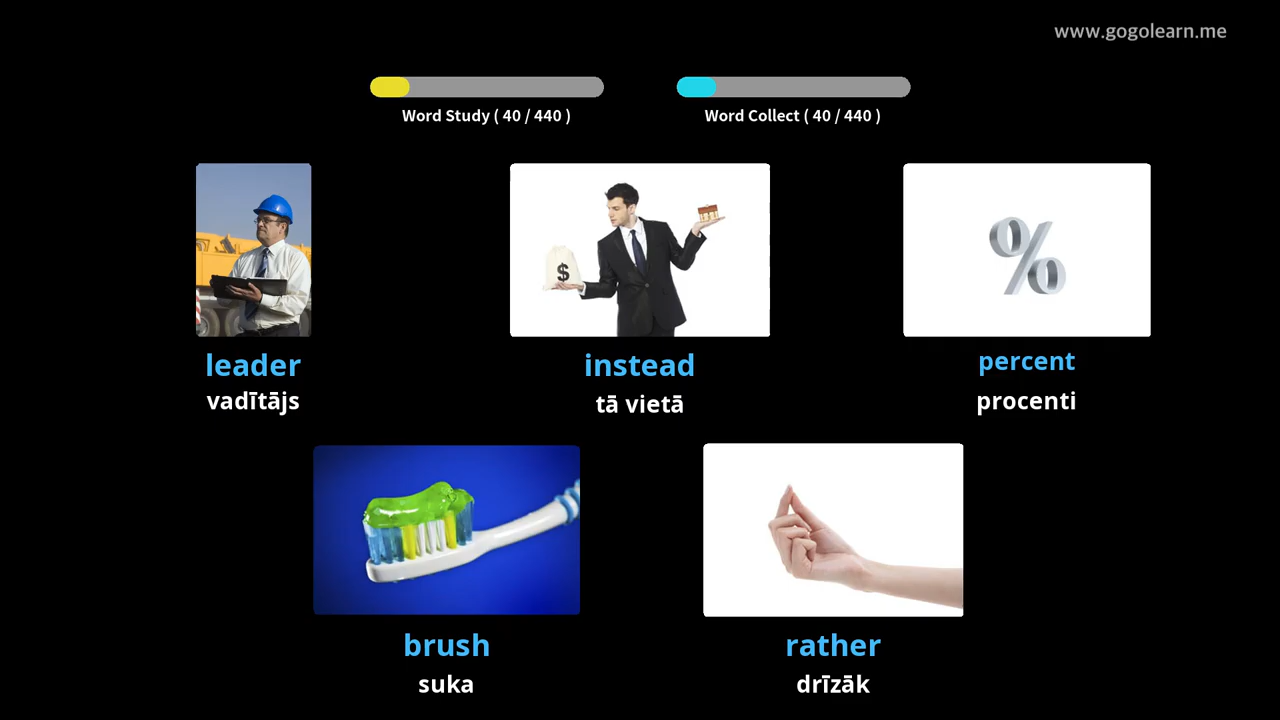 www.gogolearn.me
Word Study ( 40 / 440 )
Word Collect ( 40 / 440 )
$
%
leader
vadītājs
instead
tā vietā
percent
procenti
brush
suka
rather
drīzāk